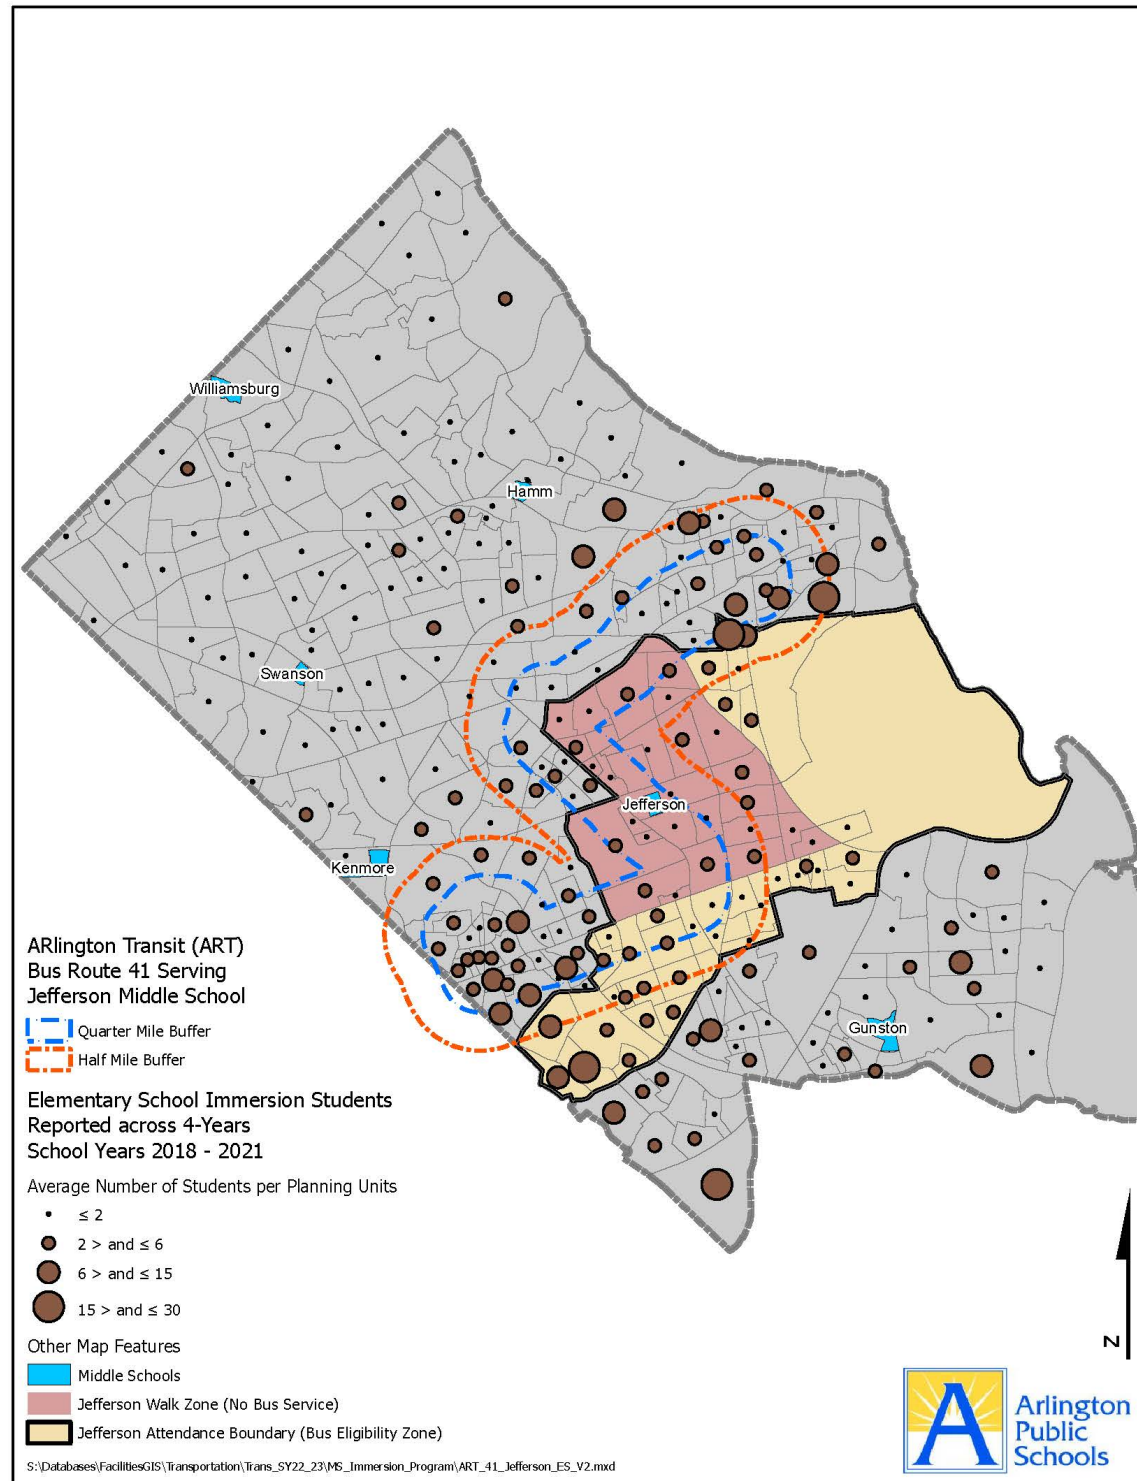 Williamsburg
Hamm
Swanson
Jefferson
Kenmore
Gunston
ARlington Transit (ART)
Bus Route 41 Serving
Jefferson Middle School
Quarter Mile Buffer
Half Mile Buffer
Elementary School Immersion Students
Reported across 4-Years
School Years 2018 - 2021
Average Number of Students per Planning Units
≤ 2
2 > and ≤ 6
6 > and ≤ 15
15 > and ≤ 30
Other Map Features
Middle Schools
Jefferson Walk Zone (No Bus Service)
Jefferson Attendance Boundary (Bus Eligibility Zone)
S:\Databases\FacilitiesGIS\Transportation\Trans_SY22_23\MS_Immersion_Program\ART_41_Jefferson_ES_V2.mxd
N
A
Arlington
Public
Schools